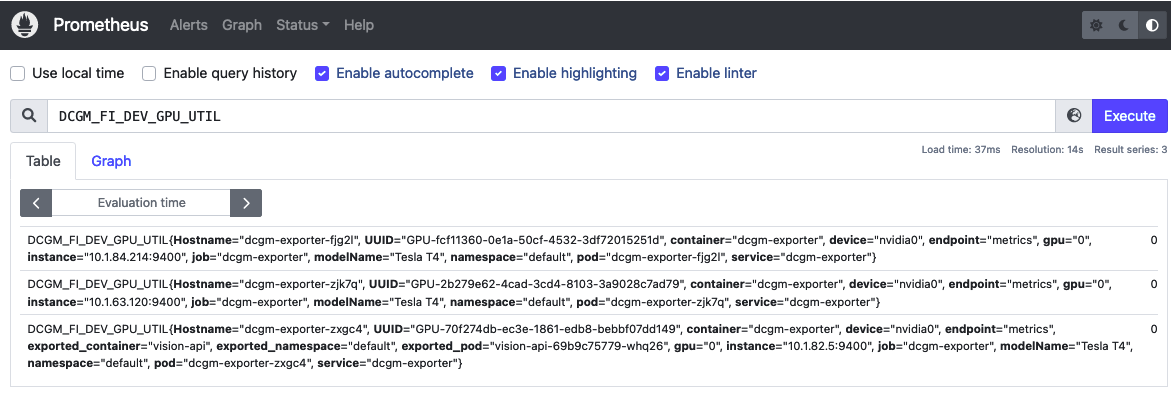 Prometheus Alerts Graph Status Help
Use local time Enable query history Enable autocomplete Enable highlighting Enable linter
DCGM_FI_DEV_GPU_UTIL Execute
Load time: 37ms Resolution: 14s Result series: 3
Table Graph
Evaluation time
DCGM_FI_DEV_GPU_UTIL{Hostname="dcgm-exporter-fjg2l", UUID="GPU-fcf11360-0e1a-50cf-4532-3df72015251d", container="dcgm-exporter", device="nvidia0", endpoint="metrics", gpu="0", 0
instance="10.1.84.214:9400", job="dcgm-exporter", modelName="Tesla T4", namespace="default", pod="dcgm-exporter-fjg2l", service="dcgm-exporter"}
DCGM_FI_DEV_GPU_UTIL{Hostname="dcgm-exporter-zjk7q", UUID="GPU-2b279e62-4cad-3cd4-8103-3a9028c7ad79", container="dcgm-exporter", device="nvidia0", endpoint="metrics", gpu="0", 0
instance="10.1.63.120:9400", job="dcgm-exporter", modelName="Tesla T4", namespace="default", pod="dcgm-exporter-zjk7q", service="dcgm-exporter"}
DCGM_FI_DEV_GPU_UTIL{Hostname="dcgm-exporter-zxgc4", UUID="GPU-70f274db-ec3e-1861-edb8-bebbf07dd149", container="dcgm-exporter", device="nvidia0", endpoint="metrics", 0
exported_container="vision-api", exported_namespace="default", exported_pod="vision-api-69b9c75779-whq26", gpu="0", instance="10.1.82.5:9400", job="dcgm-exporter", modelName="Tesla T4",
namespace="default", pod="dcgm-exporter-zxgc4", service="dcgm-exporter"}